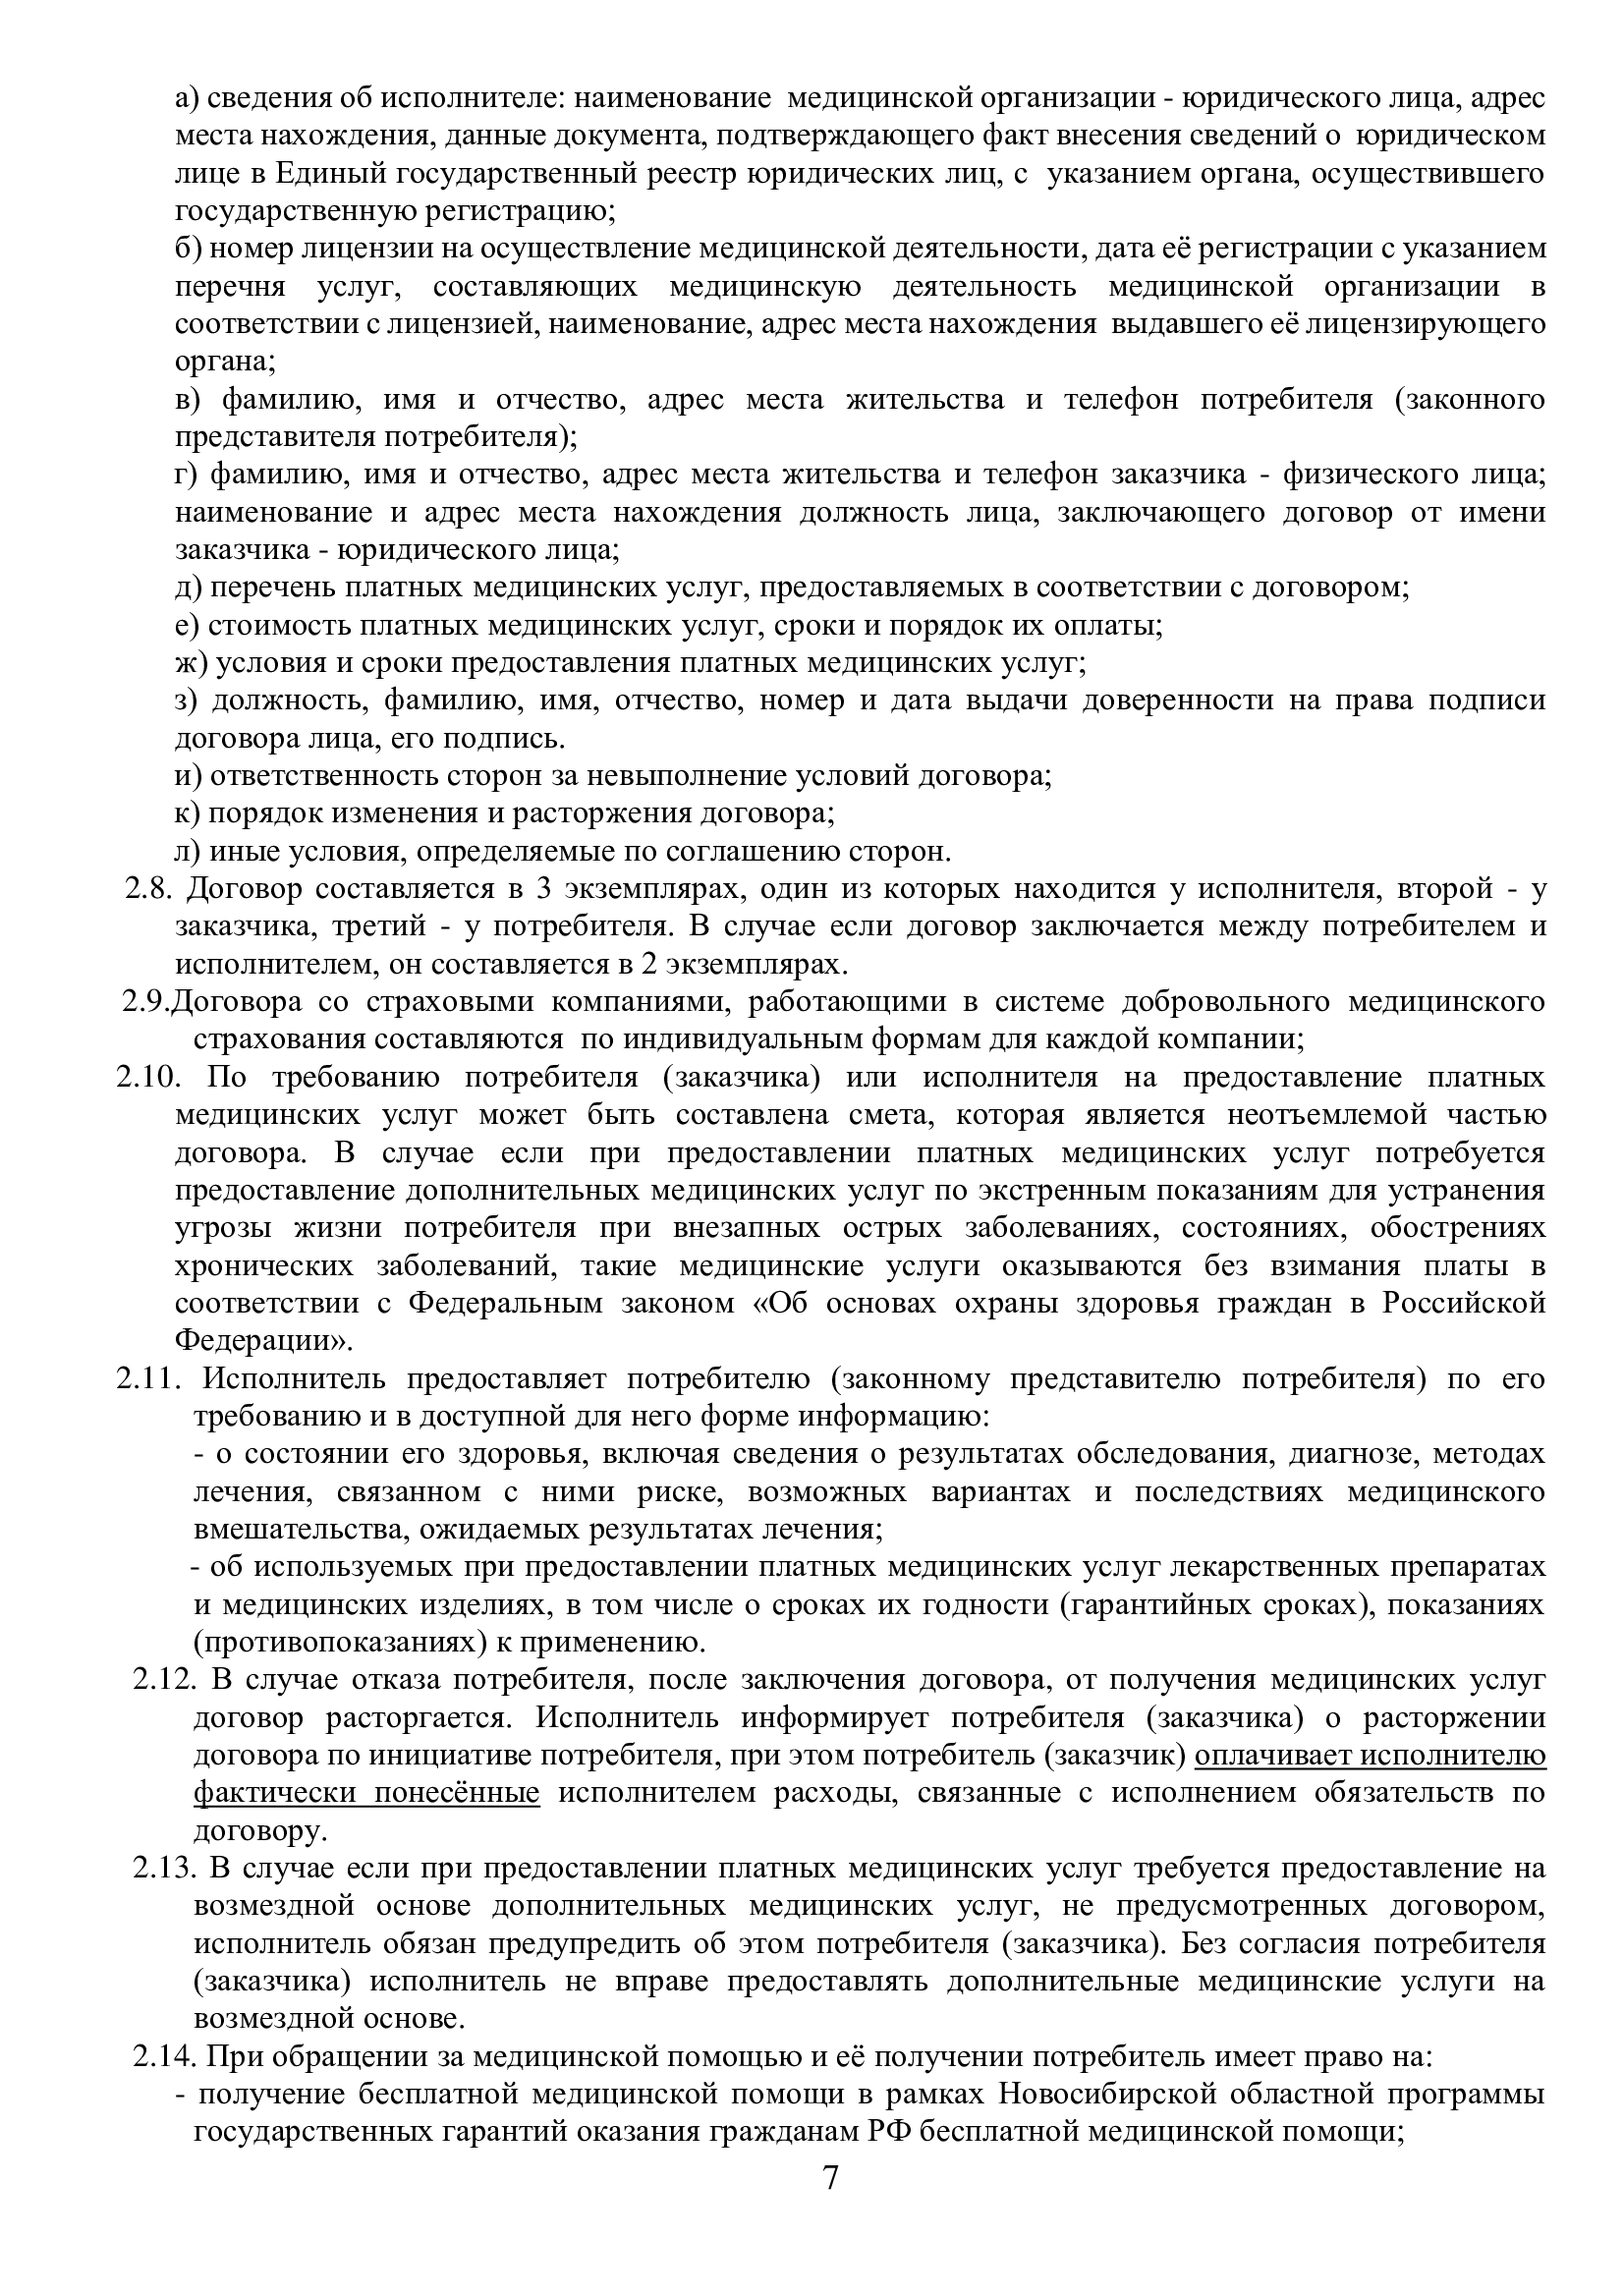 а) сведения об исполнителе: наименование  медицинской организации - юридического лица, адрес
места нахождения, данные документа, подтверждающего факт внесения сведений о  юридическом
лице в Единый государственный реестр юридических лиц, с  указанием органа, осуществившего
государственную регистрацию;
б) номер лицензии на осуществление медицинской деятельности, дата её регистрации с указанием
перечня услуг, составляющих медицинскую деятельность медицинской организации в
соответствии с лицензией, наименование, адрес места нахождения  выдавшего её лицензирующего
органа;
в) фамилию, имя и отчество, адрес места жительства и телефон потребителя (законного
представителя потребителя);
г) фамилию, имя и отчество, адрес места жительства и телефон заказчика - физического лица;
наименование и адрес места нахождения должность лица, заключающего договор от имени
заказчика - юридического лица;
д) перечень платных медицинских услуг, предоставляемых в соответствии с договором;
е) стоимость платных медицинских услуг, сроки и порядок их оплаты;
ж) условия и сроки предоставления платных медицинских услуг;
з) должность, фамилию, имя, отчество, номер и дата выдачи доверенности на права подписи
договора лица, его подпись.
и) ответственность сторон за невыполнение условий договора;
к) порядок изменения и расторжения договора;
л) иные условия, определяемые по соглашению сторон.
2.8. Договор составляется в 3 экземплярах, один из которых находится у исполнителя, второй - у
заказчика, третий - у потребителя. В случае если договор заключается между потребителем и
исполнителем, он составляется в 2 экземплярах.
2.9.Договора со страховыми компаниями, работающими в системе добровольного медицинского
страхования составляются  по индивидуальным формам для каждой компании;
2.10. По требованию потребителя (заказчика) или исполнителя на предоставление платных
медицинских услуг может быть составлена смета, которая является неотъемлемой частью
договора. В случае если при предоставлении платных медицинских услуг потребуется
предоставление дополнительных медицинских услуг по экстренным показаниям для устранения
угрозы жизни потребителя при внезапных острых заболеваниях, состояниях, обострениях
хронических заболеваний, такие медицинские услуги оказываются без взимания платы в
соответствии с Федеральным законом «Об основах охраны здоровья граждан в Российской
Федерации».
2.11. Исполнитель предоставляет потребителю (законному представителю потребителя) по его
требованию и в доступной для него форме информацию:
- о состоянии его здоровья, включая сведения о результатах обследования, диагнозе, методах
лечения, связанном с ними риске, возможных вариантах и последствиях медицинского
вмешательства, ожидаемых результатах лечения;
- об используемых при предоставлении платных медицинских услуг лекарственных препаратах
и медицинских изделиях, в том числе о сроках их годности (гарантийных сроках), показаниях
(противопоказаниях) к применению.
2.12. В случае отказа потребителя, после заключения договора, от получения медицинских услуг
договор расторгается. Исполнитель информирует потребителя (заказчика) о расторжении
договора по инициативе потребителя, при этом потребитель (заказчик) оплачивает исполнителю
фактически понесённые исполнителем расходы, связанные с исполнением обязательств по
договору.
2.13. В случае если при предоставлении платных медицинских услуг требуется предоставление на
возмездной основе дополнительных медицинских услуг, не предусмотренных договором,
исполнитель обязан предупредить об этом потребителя (заказчика). Без согласия потребителя
(заказчика) исполнитель не вправе предоставлять дополнительные медицинские услуги на
возмездной основе.
2.14. При обращении за медицинской помощью и её получении потребитель имеет право на:
- получение бесплатной медицинской помощи в рамках Новосибирской областной программы
государственных гарантий оказания гражданам РФ бесплатной медицинской помощи;
7